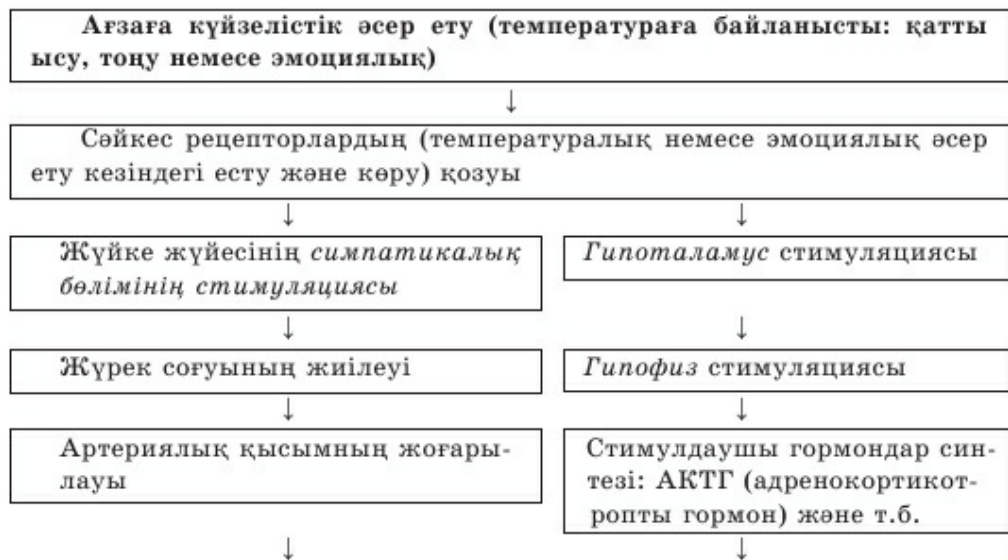 Ағзаға күйзелістік әсер ету (температураға байланысты: қатты
ысу, тоңу немесе эмоциялық)
↓
Сәйкес рецепторлардың (температуралық немесе эмоциялық әсер
ету кезіндегі есту және көру) қозуы
↓ ↓
Жүйке жүйесінің симпатикалық
бөлімінің стимуляциясы
Гипоталамус стимуляциясы
↓ ↓
Жүрек соғуының жиілеуі
Гипофиз стимуляциясы
↓ ↓
Артериялық қысымның жоғары-
лауы
Стимулдаушы гормондар син-
тезі: АКТГ (адренокортикот-
ропты гормон) және т.б.
↓ ↓